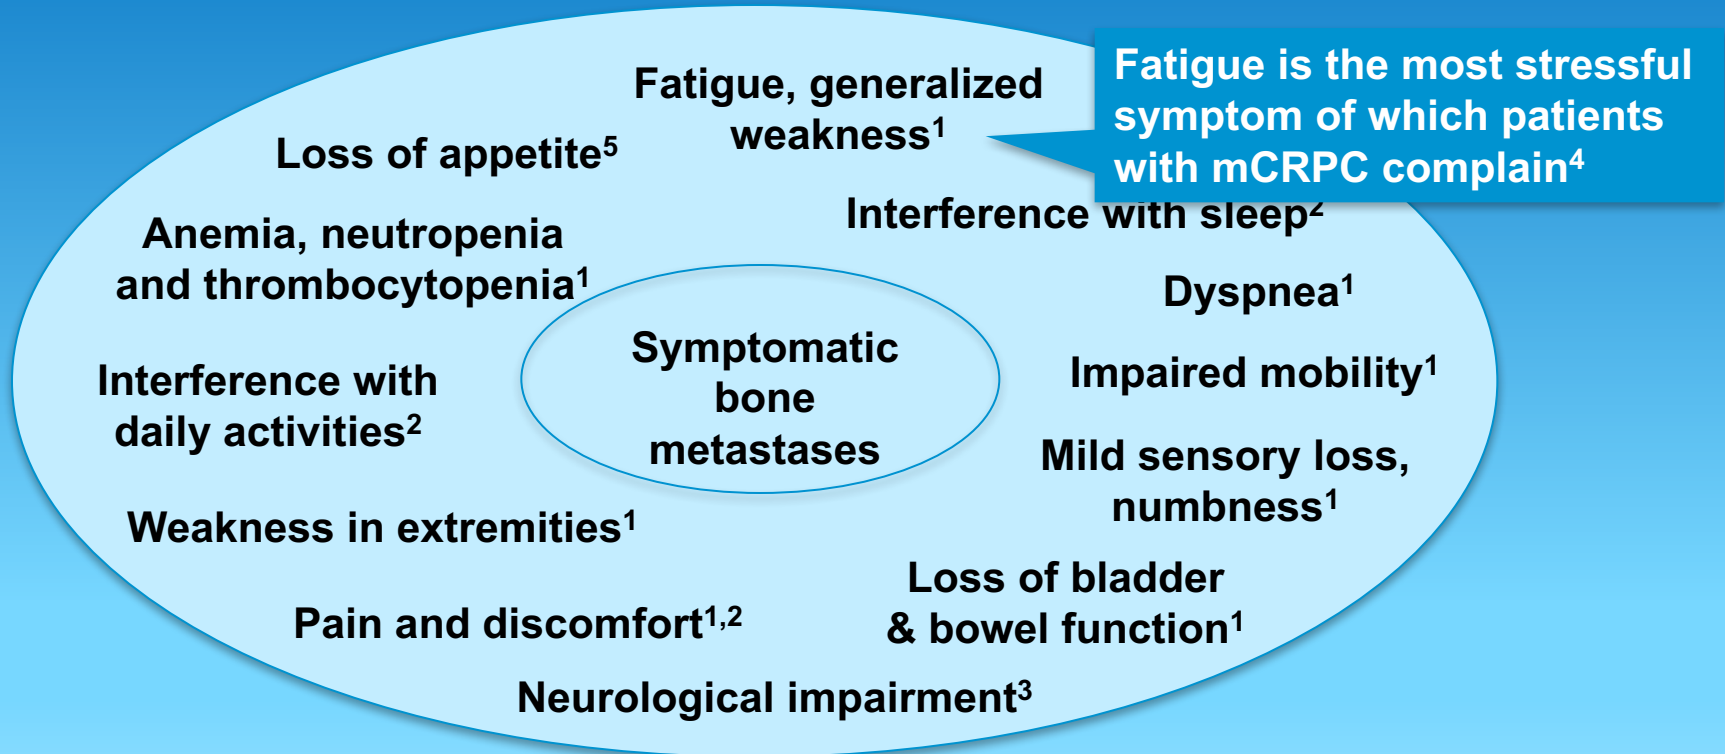 Fatigue, generalized
weakness¹
Fatigue is the most stressful
symptom of which patients
with mCRPC complain⁴
Loss of appetite⁵
Interference with sleep²
Anemia, neutropenia
and thrombocytopenia¹
Dyspnea¹
Symptomatic
bone
metastases
Interference with
daily activities²
Impaired mobility¹
Mild sensory loss,
numbness¹
Weakness in extremities¹
Loss of bladder
& bowel function¹
Pain and discomfort¹,²
Neurological impairment³